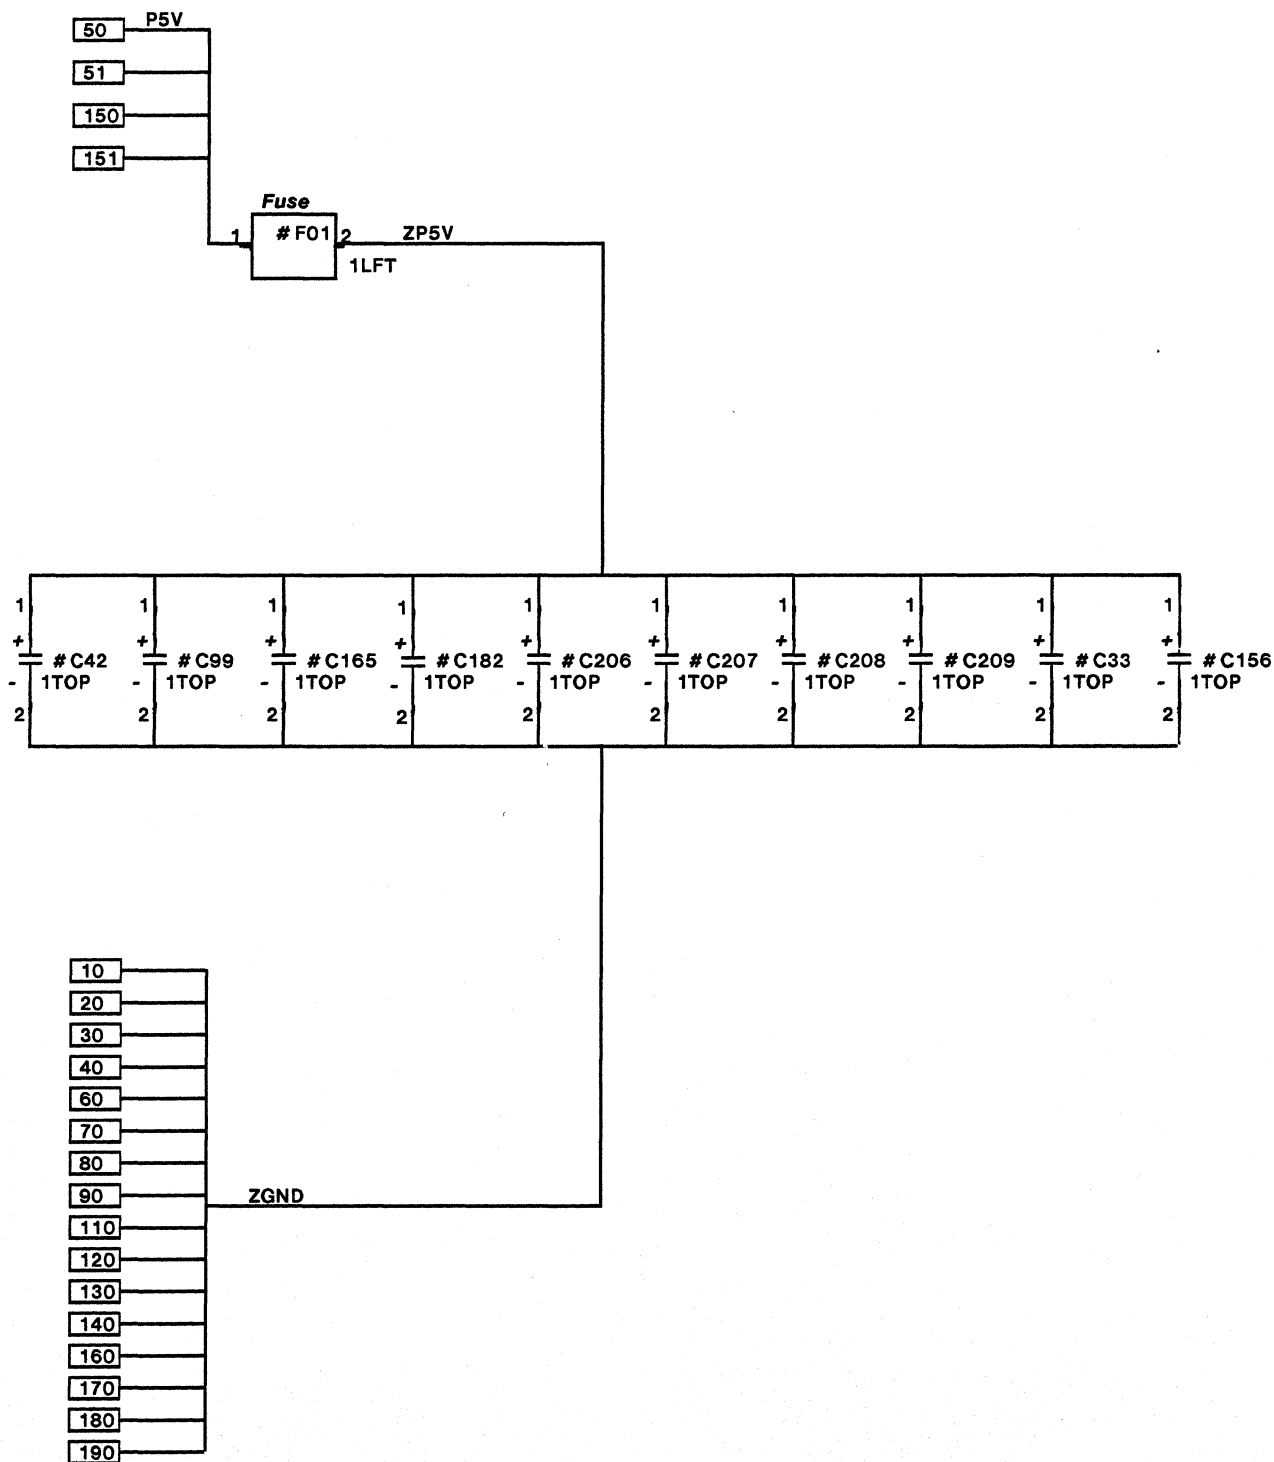 50 P5V
51
150
151
Fuse
1 #F01 2 ZP5V
1LFT
1 1 1 1 1 1 1 1 1 1
+ + + + + + + + + +
#C42 #C99 #C165 #C182 #C206 #C207 #C208 #C209 #C33 #C156
- 1TOP - 1TOP - 1TOP - 1TOP - 1TOP - 1TOP - 1TOP - 1TOP - 1TOP - 1TOP
2 2 2 2 2 2 2 2 2 2
10
20
30
40
60
70
80
90 ZGND
110
120
130
140
160
170
180
190